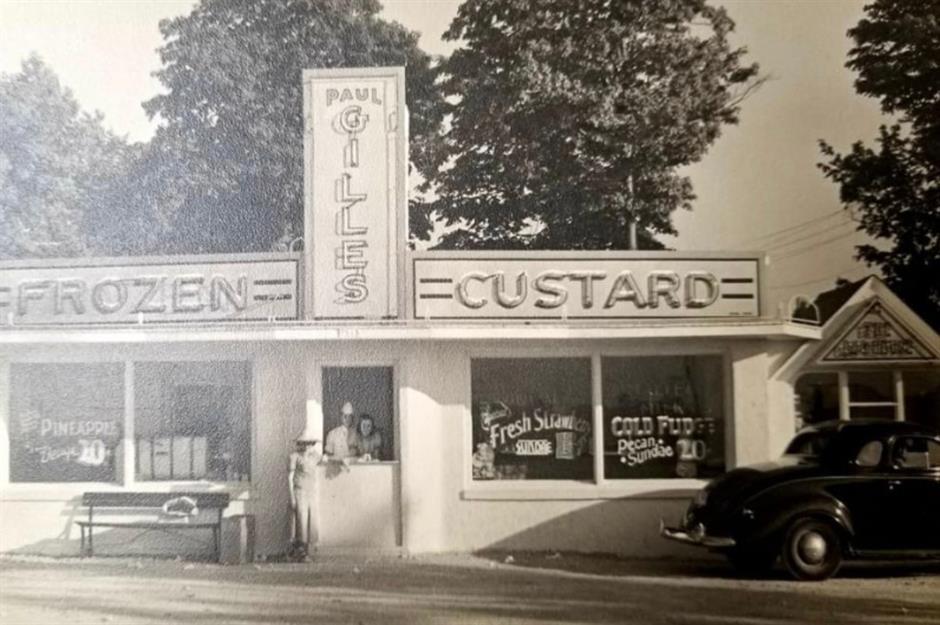 PAUL
GILLES
FROZEN
CUSTARD
PINEAPPLE
20
Fresh Strawberry
SUNDAE
COLD FUDGE
Pecan
Sundae 20